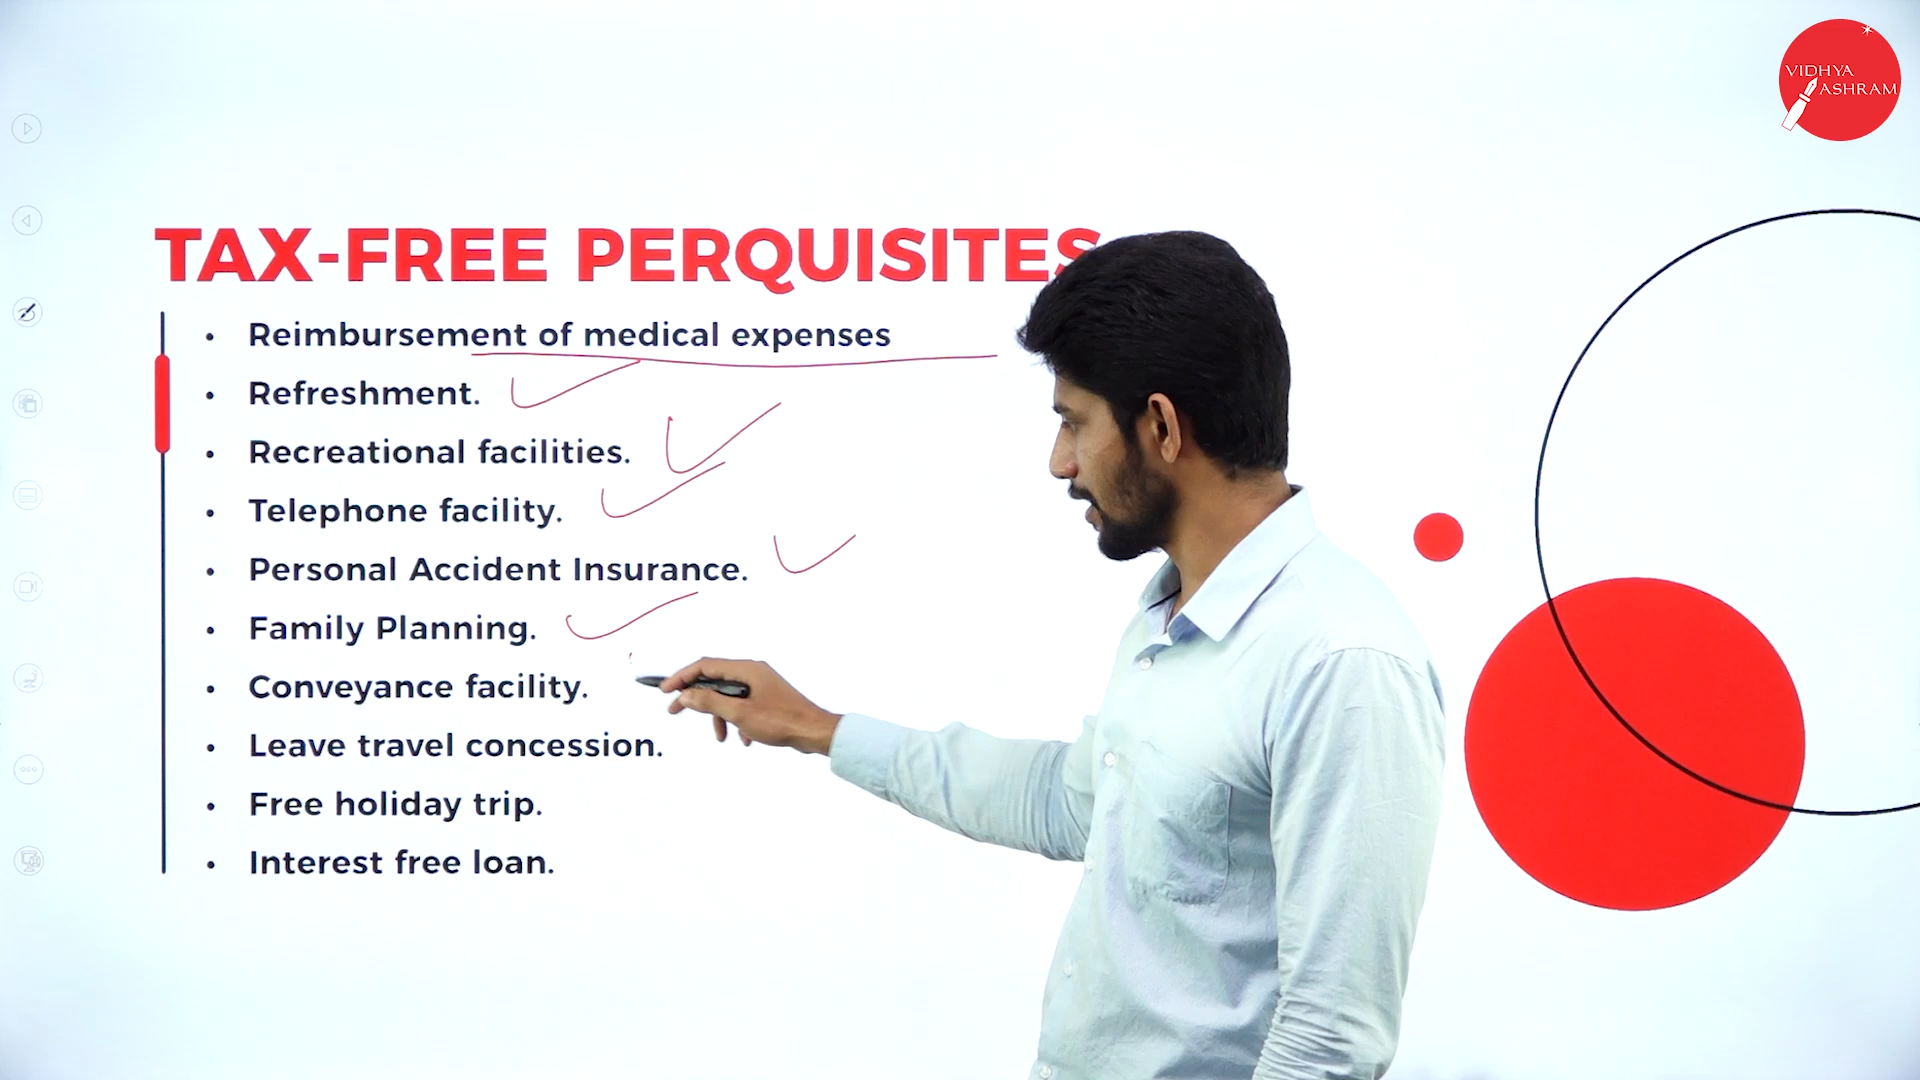 VIDHYA
ASHRAM
TAX-FREE PERQUISITES
• Reimbursement of medical expenses
• Refreshment.
• Recreational facilities.
• Telephone facility.
• Personal Accident Insurance.
• Family Planning.
• Conveyance facility.
• Leave travel concession.
• Free holiday trip.
• Interest free loan.